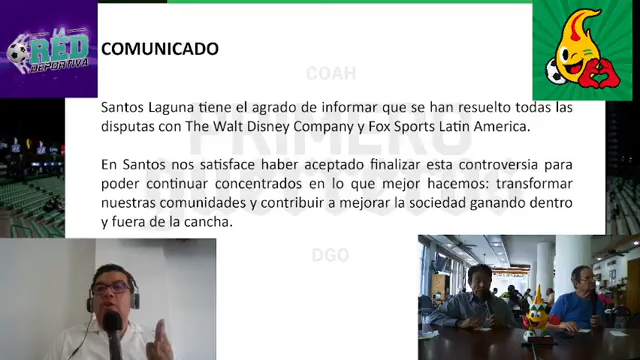 LA
RED
DEPORTIVA
COMUNICADO
COAH
Santos Laguna tiene el agrado de informar que se han resuelto todas las
disputas con The Walt Disney Company y Fox Sports Latin America.
PRIMERO
En Santos nos satisface haber aceptado finalizar esta controversia para
poder continuar concentrados en lo que mejor hacemos: transformar
nuestras comunidades y contribuir a mejorar la sociedad ganando dentro
y fuera de la cancha.
DGO